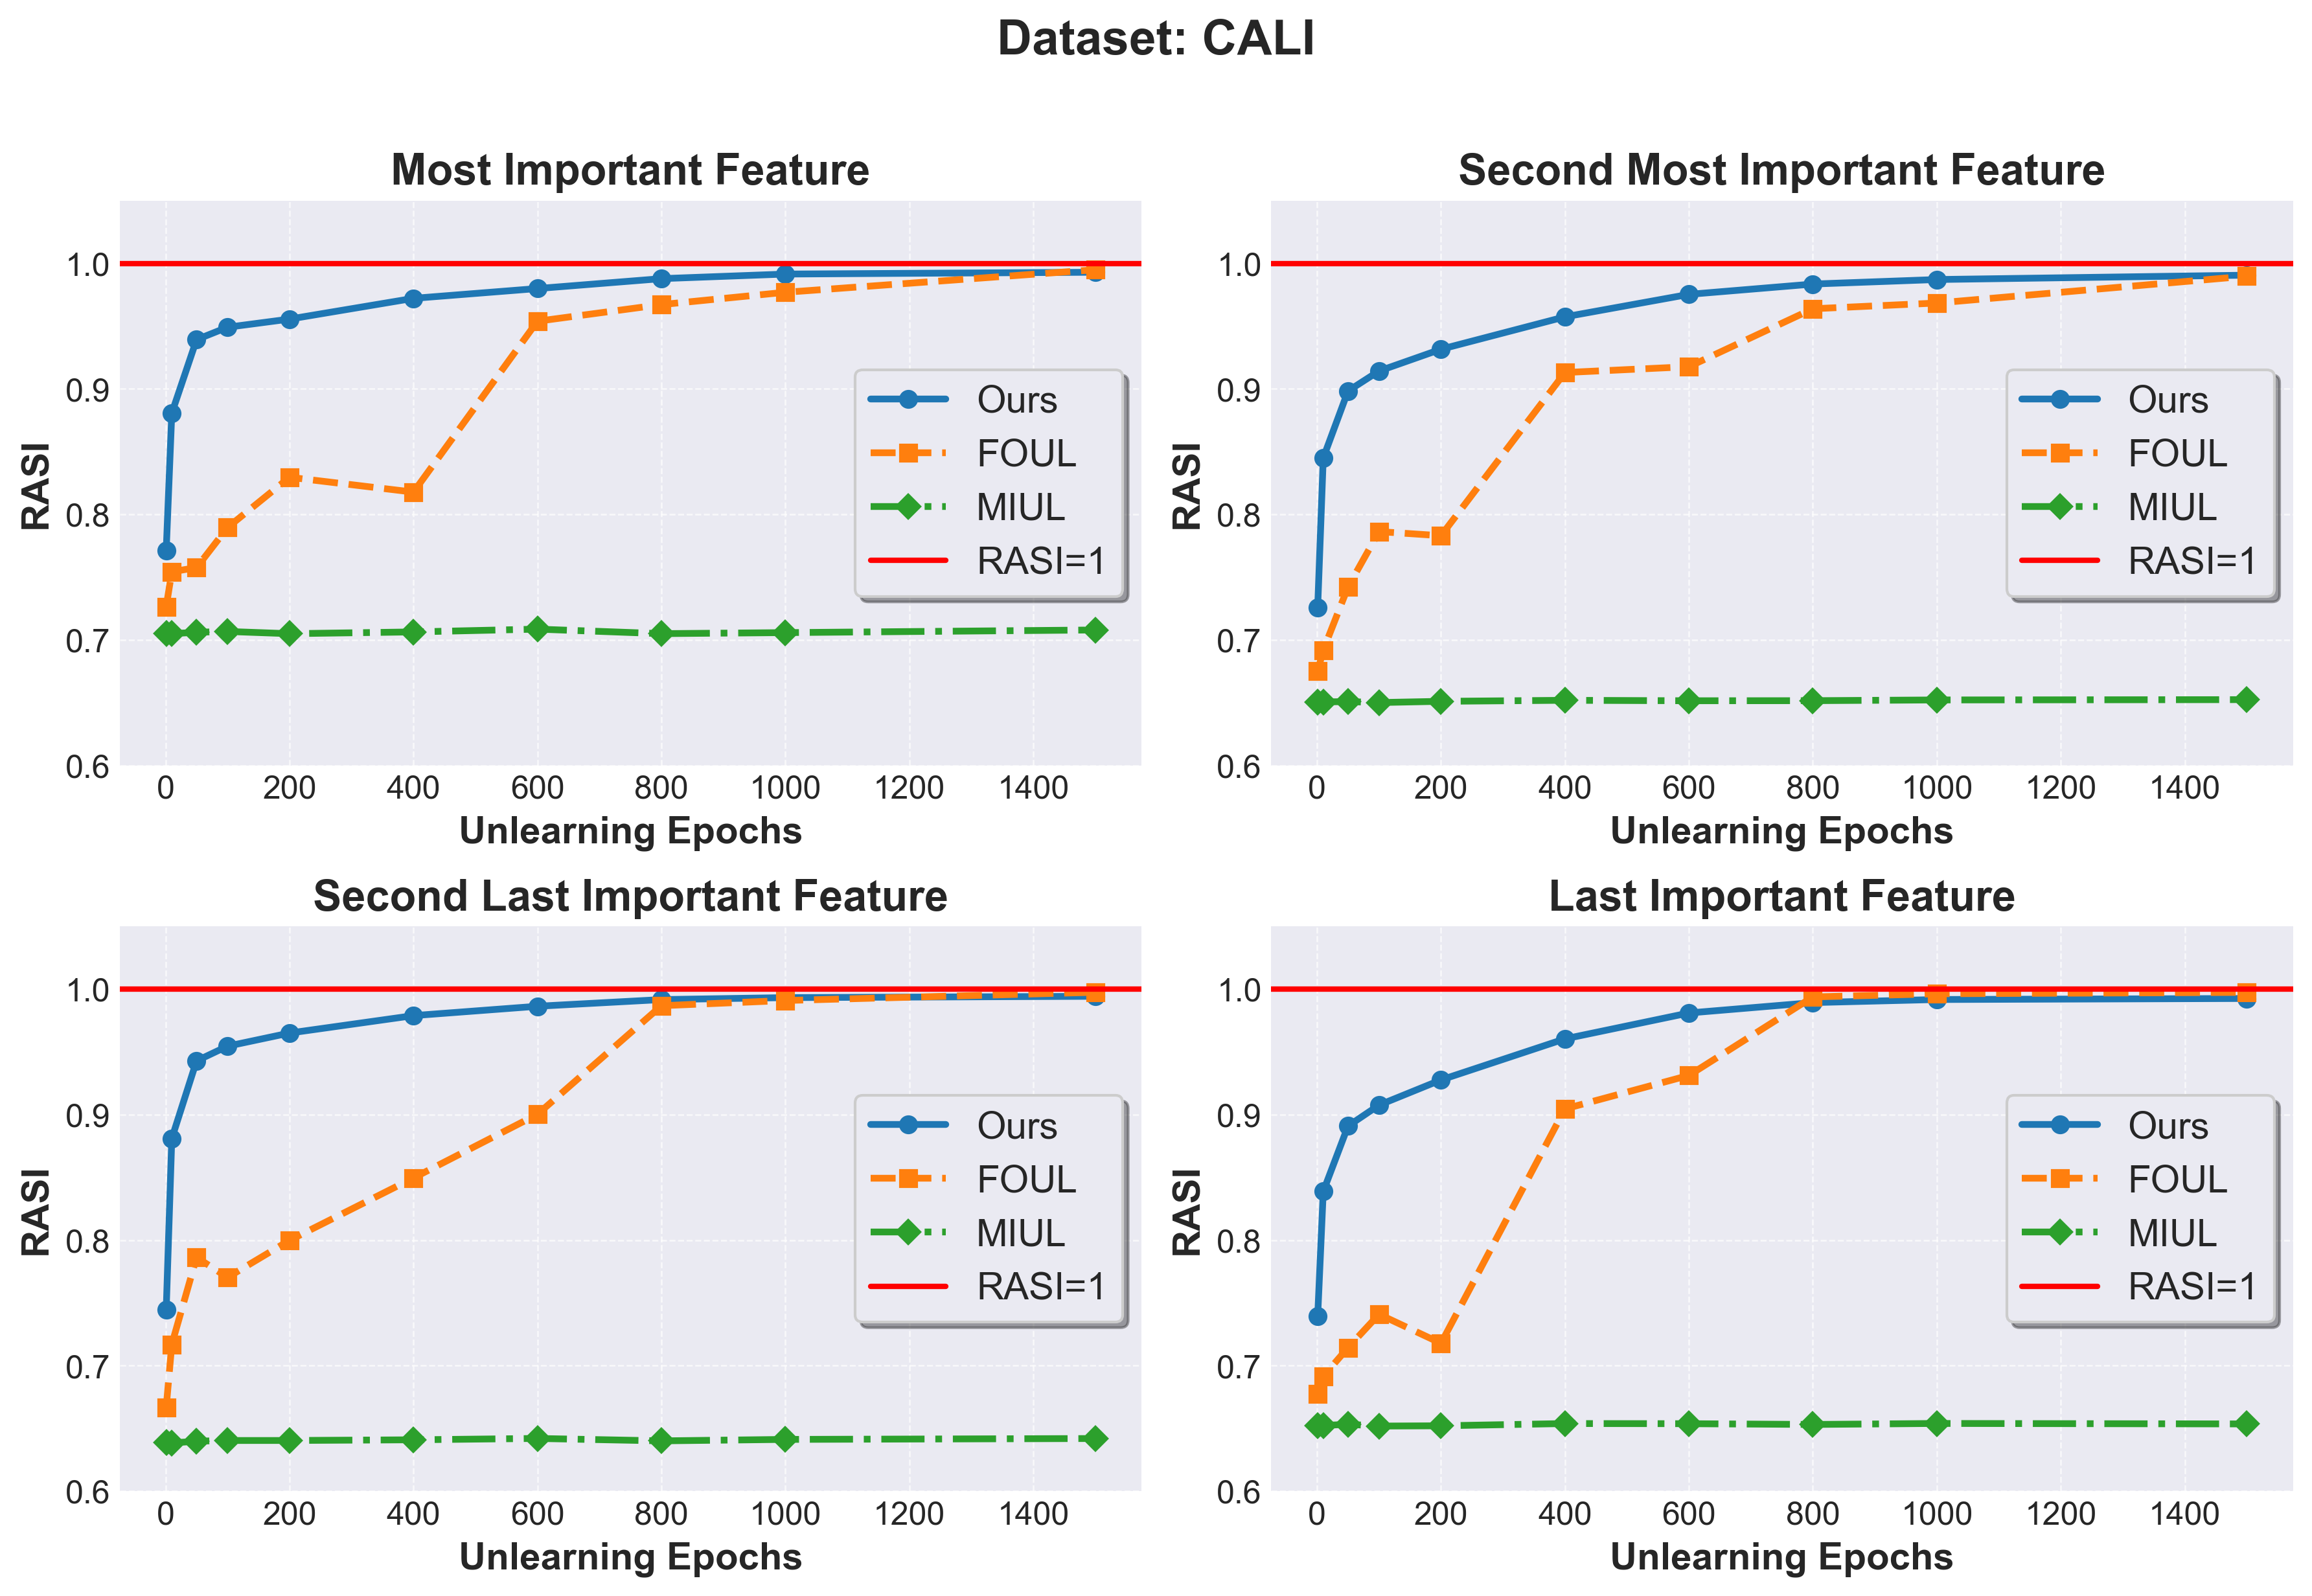 Dataset: CALI
Most Important Feature
RASI
1.0
0.9
0.8
0.7
0.6
0 200 400 600 800 1000 1200 1400
Unlearning Epochs
Ours
FOUL
MIUL
RASI=1
Second Most Important Feature
RASI
1.0
0.9
0.8
0.7
0.6
0 200 400 600 800 1000 1200 1400
Unlearning Epochs
Ours
FOUL
MIUL
RASI=1
Second Last Important Feature
RASI
1.0
0.9
0.8
0.7
0.6
0 200 400 600 800 1000 1200 1400
Unlearning Epochs
Ours
FOUL
MIUL
RASI=1
Last Important Feature
RASI
1.0
0.9
0.8
0.7
0.6
0 200 400 600 800 1000 1200 1400
Unlearning Epochs
Ours
FOUL
MIUL
RASI=1